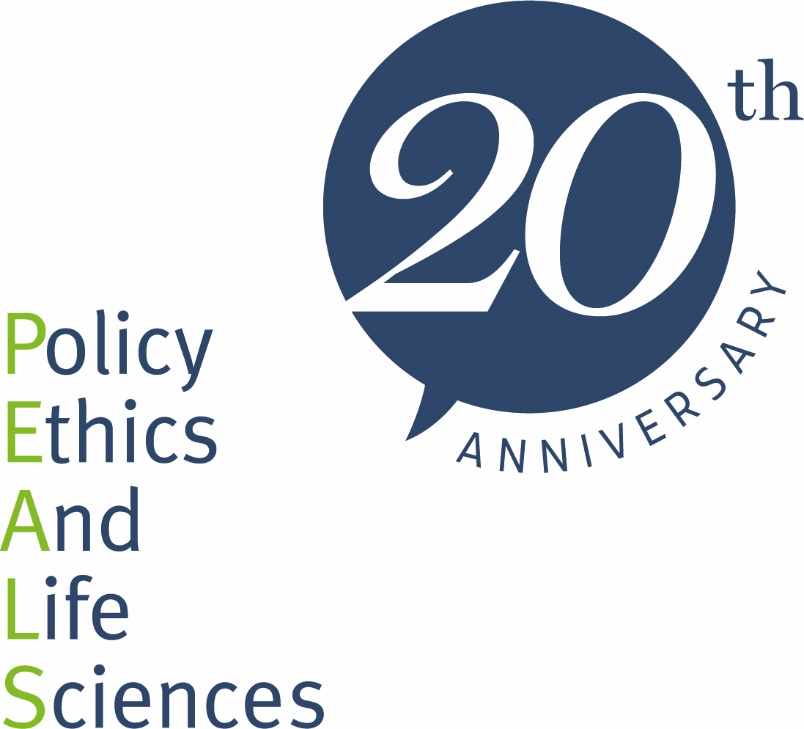 20th
ANNIVERSARY
Policy
Ethics
And
Life
Sciences